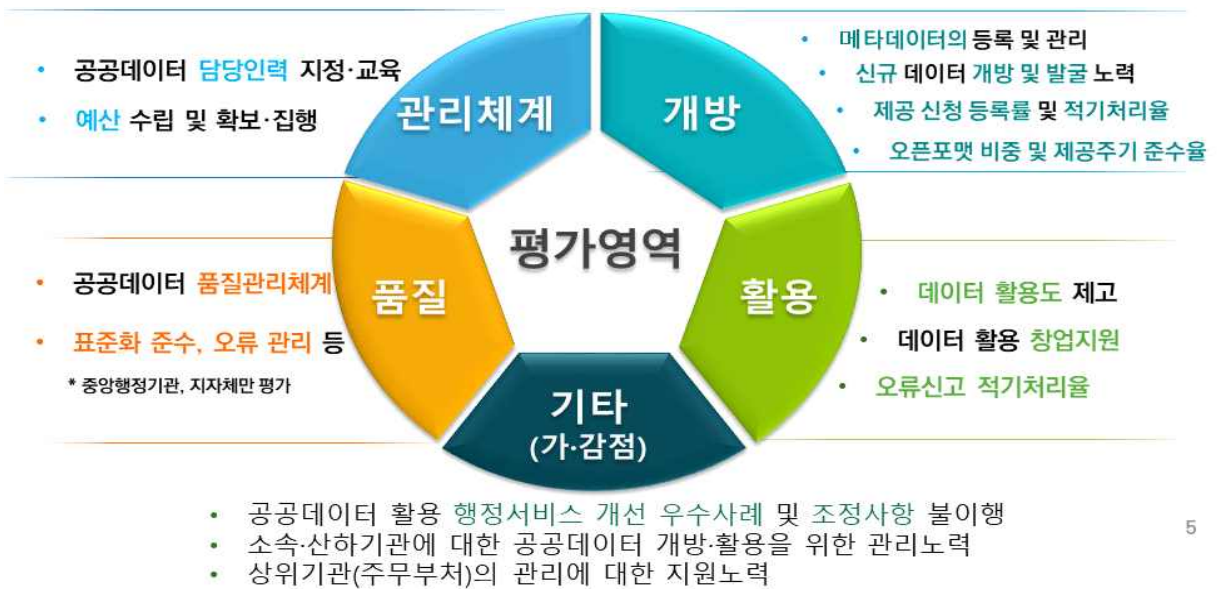 공공데이터 담당인력 지정·교육
예산 수립 및 확보·집행
관리체계
개방
메타데이터의 등록 및 관리
신규 데이터 개방 및 발굴 노력
제공 신청 등록률 및 적기처리율
오픈포맷 비중 및 제공주기 준수율
평가영역
공공데이터 품질관리체계
표준화 준수, 오류 관리 등
* 중앙행정기관, 지자체만 평가
품질
활용
데이터 활용도 제고
데이터 활용 창업지원
오류신고 적기처리율
기타
(가·감점)
공공데이터 활용 행정서비스 개선 우수사례 및 조정사항 불이행
소속·산하기관에 대한 공공데이터 개방·활용을 위한 관리노력
상위기관(주무부처)의 관리에 대한 지원노력
5